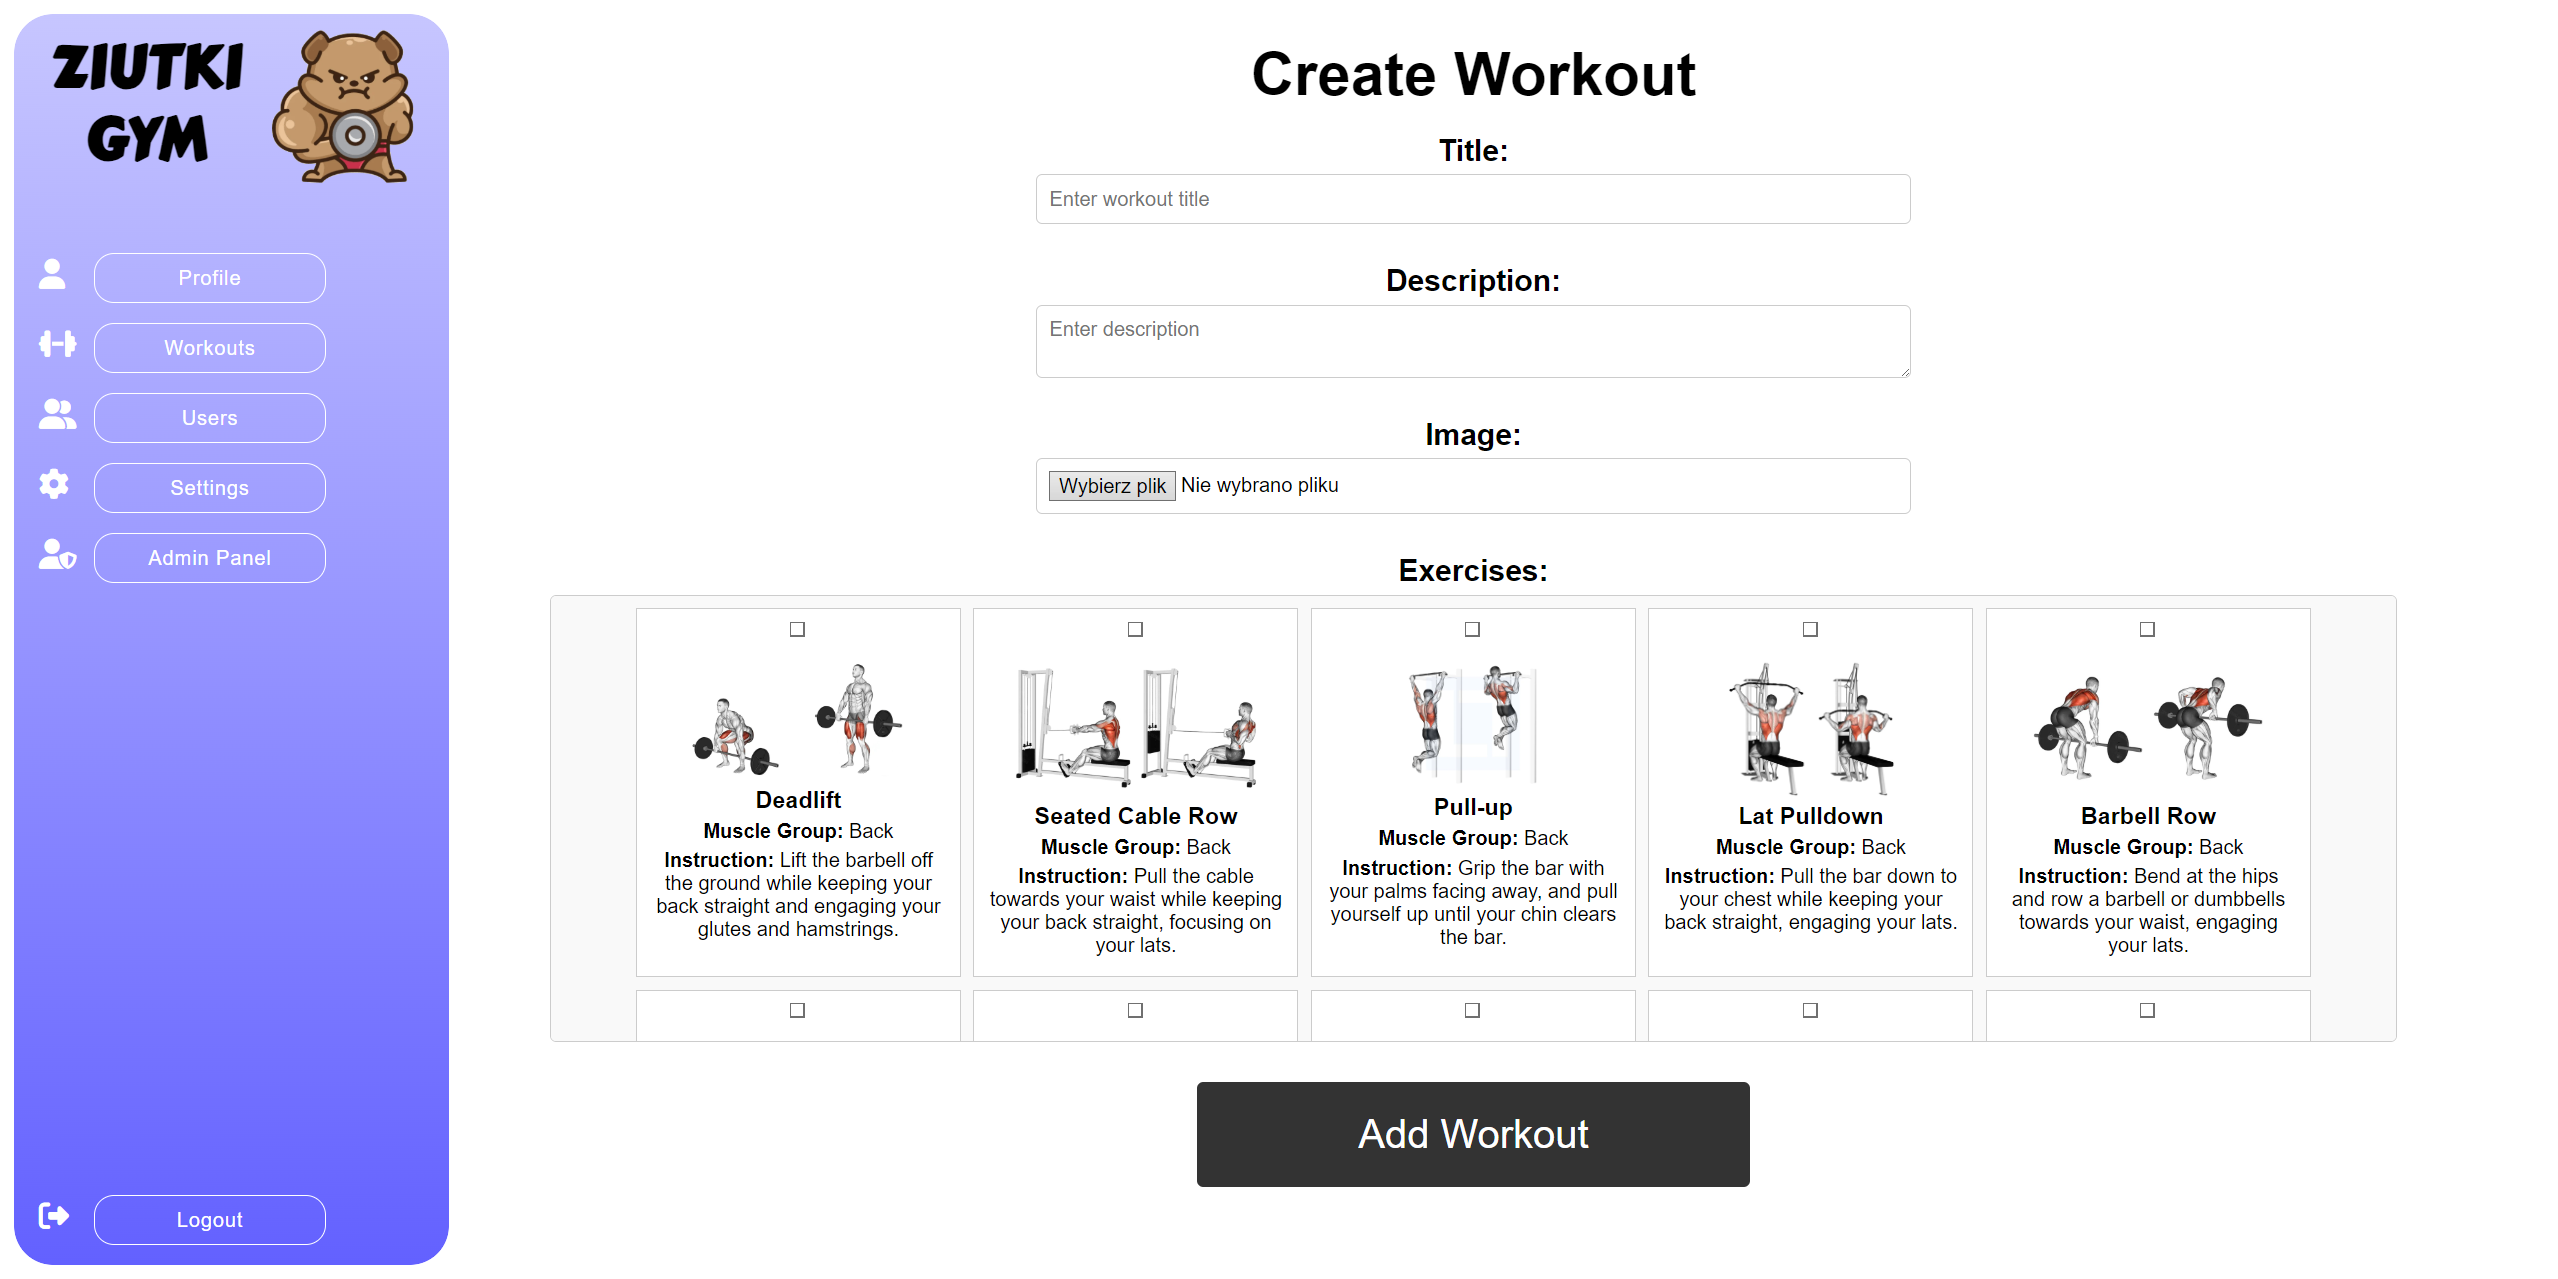 ZIUTKI
GYM
Profile
Workouts
Users
Settings
Admin Panel
Logout
Create Workout
Title:
Enter workout title
Description:
Enter description
Image:
Wybierz plik Nie wybrano pliku
Exercises:
Deadlift
Muscle Group: Back
Instruction: Lift the barbell off
the ground while keeping your
back straight and engaging your
glutes and hamstrings.
Seated Cable Row
Muscle Group: Back
Instruction: Pull the cable
towards your waist while keeping
your back straight, focusing on
your lats.
Pull-up
Muscle Group: Back
Instruction: Grip the bar with
your palms facing away, and pull
yourself up until your chin clears
the bar.
Lat Pulldown
Muscle Group: Back
Instruction: Pull the bar down to
your chest while keeping your
back straight, engaging your lats.
Barbell Row
Muscle Group: Back
Instruction: Bend at the hips
and row a barbell or dumbbells
towards your waist, engaging
your lats.
Add Workout